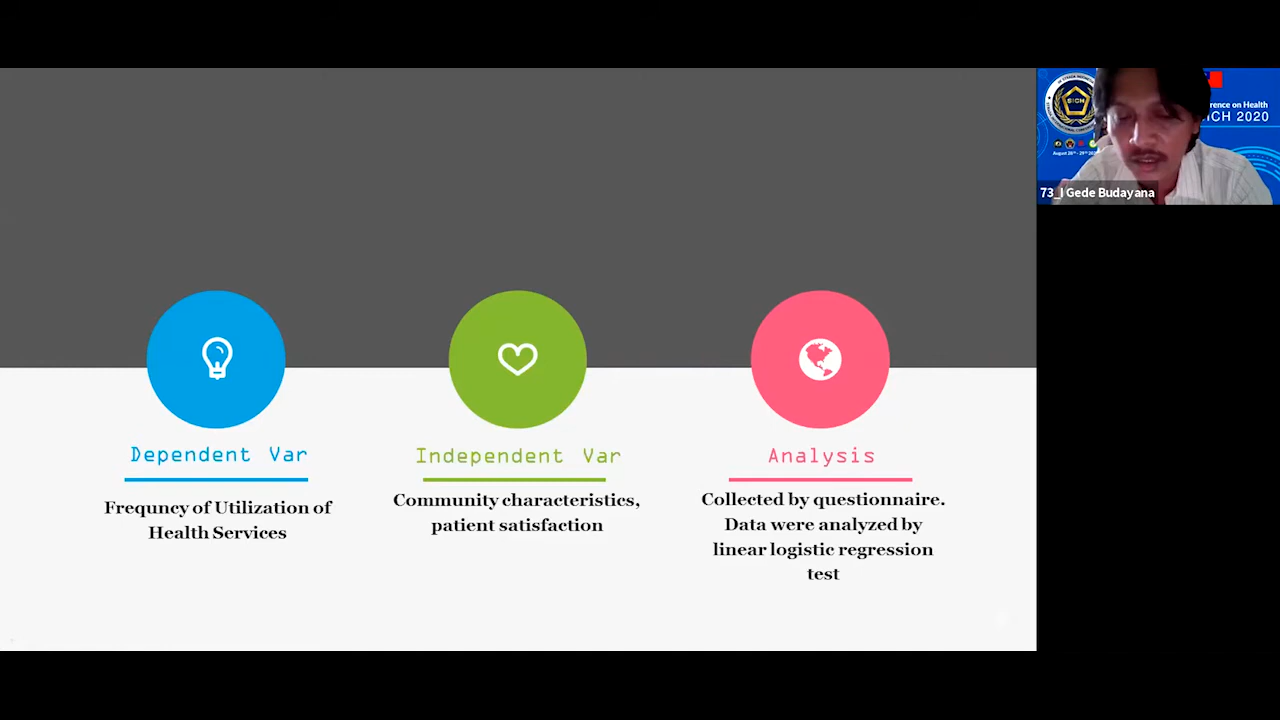 Dependent Var
Frequncy of Utilization of
Health Services
Independent Var
Community characteristics,
patient satisfaction
Analysis
Collected by questionnaire.
Data were analyzed by
linear logistic regression
test
SICH
rence on Health
ICH 2020
73_I Gede Budayana